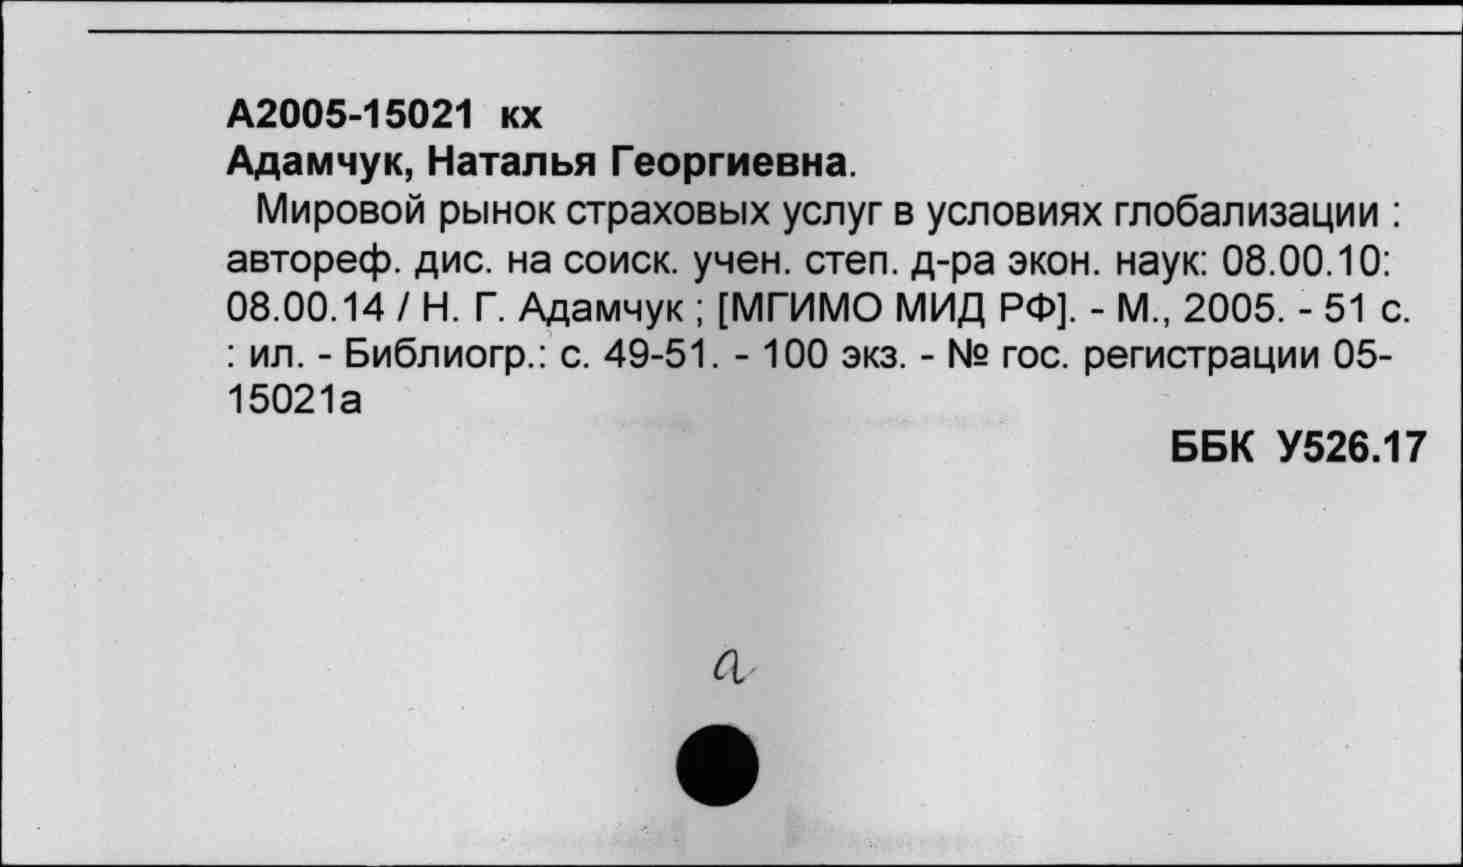 А2005-15021 кх
Адамчук, Наталья Георгиевна.
Мировой рынок страховых услуг в условиях глобализации :
автореф. дис. на соиск. учен. степ. д-ра экон. наук: 08.00.10:
08.00.14 / Н. Г. Адамчук ; [МГИМО МИД РФ]. - М., 2005. - 51 с.
: ил. - Библиогр.: с. 49-51. - 100 экз. - № гос. регистрации 05-
15021а
ББК У526.17
а